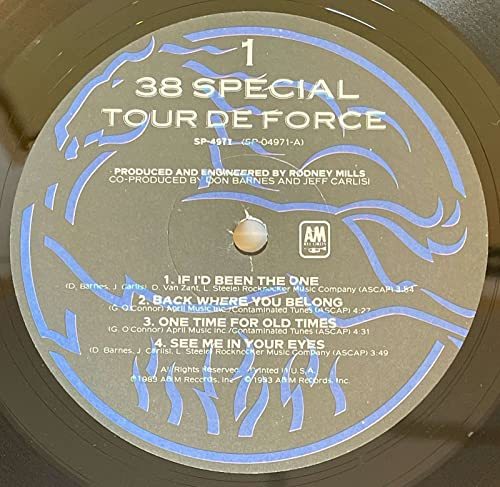 1
38 SPECIAL
TOUR DE FORCE
SP-4971 (SP-04971-A)
PRODUCED AND ENGINEERED BY RODNEY MILLS
CO-PRODUCED BY DON BARNES AND JEFF CARLISI
A&M
RECORDS
1. IF I'D BEEN THE ONE
(D. Barnes, J. Carlisi, D. Van Zant, L. Steele) Rocknocker Music Company (ASCAP) 3:54
2. BACK WHERE YOU BELONG
(G. O'Connor) April Music Inc./Contaminated Tunes (ASCAP) 4:27
3. ONE TIME FOR OLD TIMES
(G. O'Connor) April Music Inc./Contaminated Tunes (ASCAP) 4:31
4. SEE ME IN YOUR EYES
(D. Barnes, J. Carlisi, L. Steele) Rocknocker Music Company (ASCAP) 3:49
All Rights Reserved. Printed in U.S.A.
A&M Records, Inc. A&M Records, Inc.